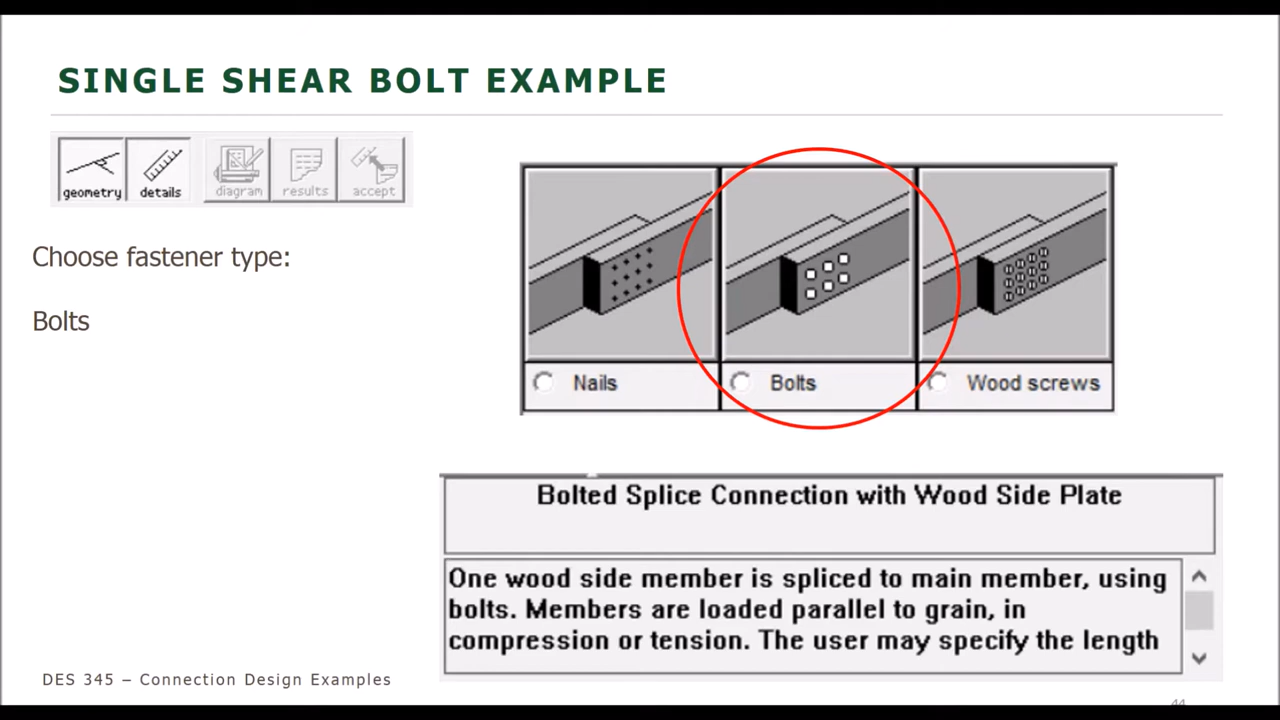 SINGLE SHEAR BOLT EXAMPLE
geometry details diagram results accept
Choose fastener type:
Bolts
Nails Bolts Wood screws
Bolted Splice Connection with Wood Side Plate
One wood side member is spliced to main member, using
bolts. Members are loaded parallel to grain, in
compression or tension. The user may specify the length
DES 345 – Connection Design Examples
44